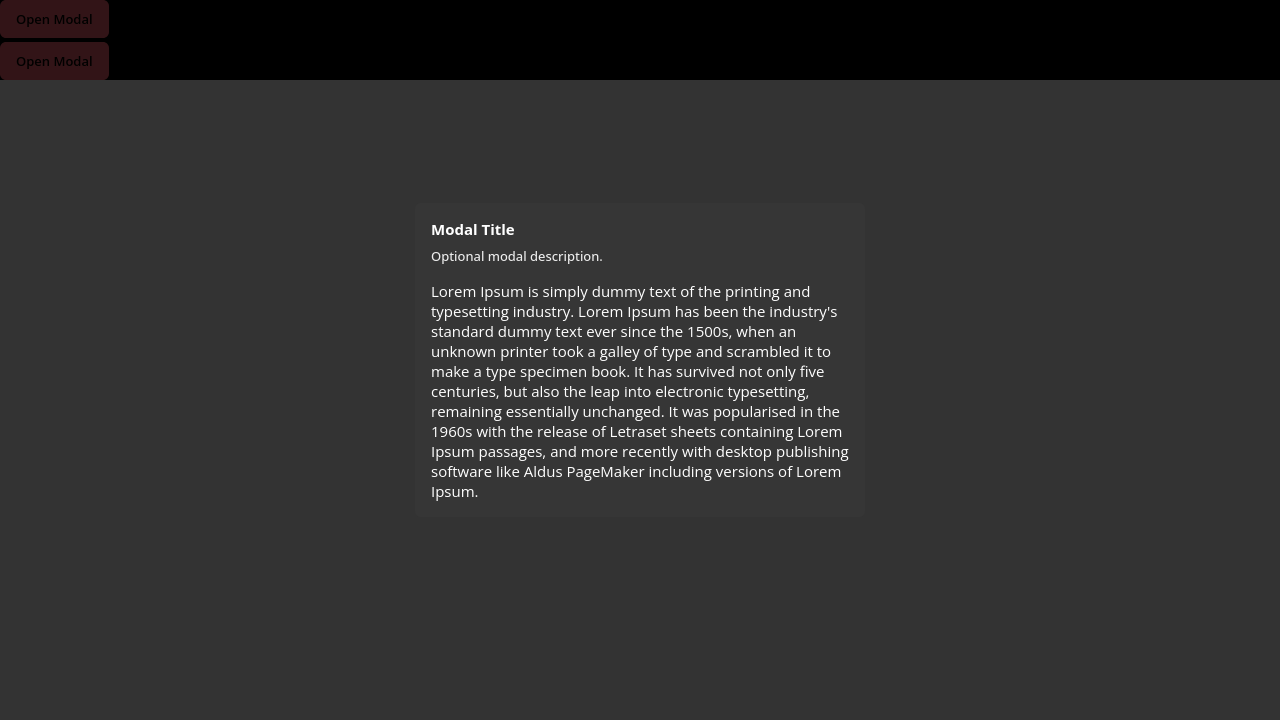 Open Modal
Open Modal
Modal Title
Optional modal description.
Lorem Ipsum is simply dummy text of the printing and
typesetting industry. Lorem Ipsum has been the industry's
standard dummy text ever since the 1500s, when an
unknown printer took a galley of type and scrambled it to
make a type specimen book. It has survived not only five
centuries, but also the leap into electronic typesetting,
remaining essentially unchanged. It was popularised in the
1960s with the release of Letraset sheets containing Lorem
Ipsum passages, and more recently with desktop publishing
software like Aldus PageMaker including versions of Lorem
Ipsum.